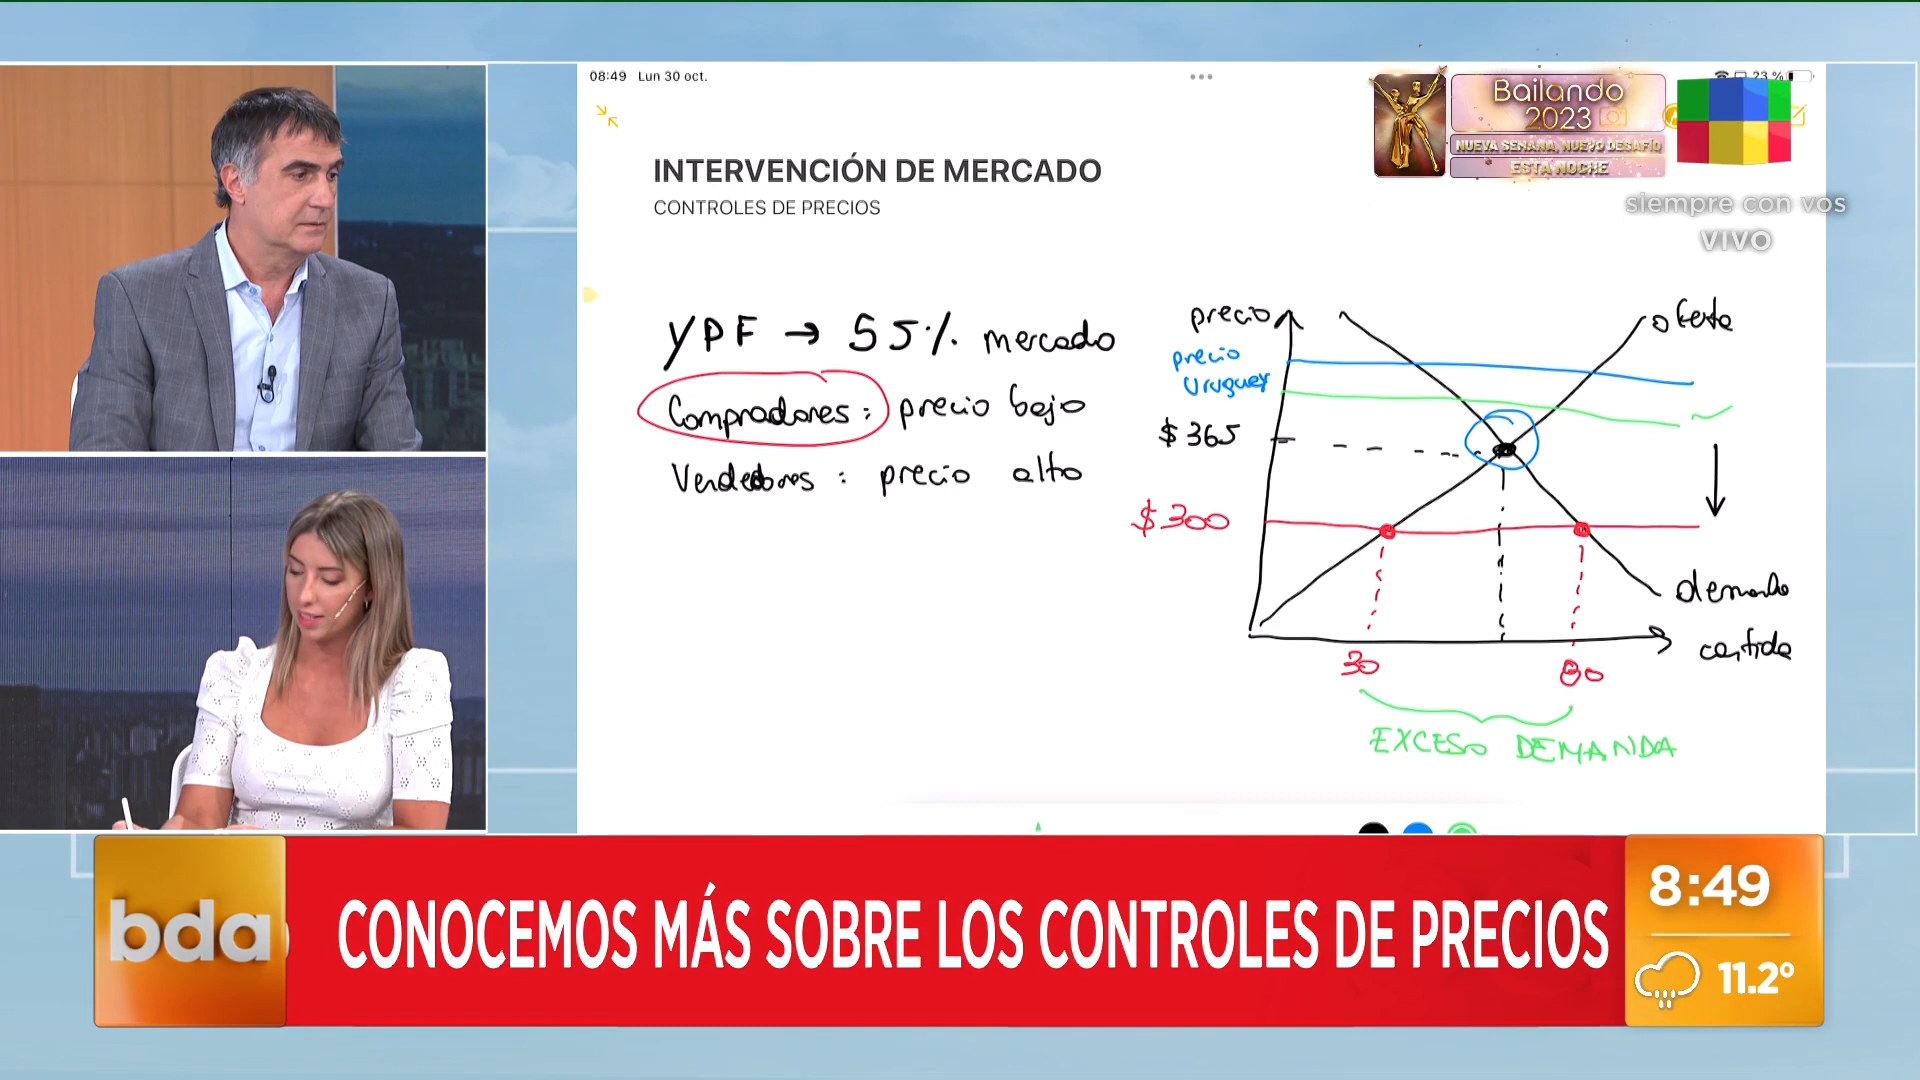 08:49 Lun 30 oct.
23 %
Bailando
2023
NUEVA SEMANA, NUEVO DESAFÍO
ESTA NOCHE
siempre con vos
VIVO
INTERVENCIÓN DE MERCADO
CONTROLES DE PRECIOS
YPF → 55% mercado
Compradores: precio bajo
Vendedores: precio alto
precio
oferta
precio
Uruguay
$365
$300
demanda
cantidad
30
80
EXCESO DEMANDA
bda
CONOCEMOS MÁS SOBRE LOS CONTROLES DE PRECIOS
8:49
11.2°